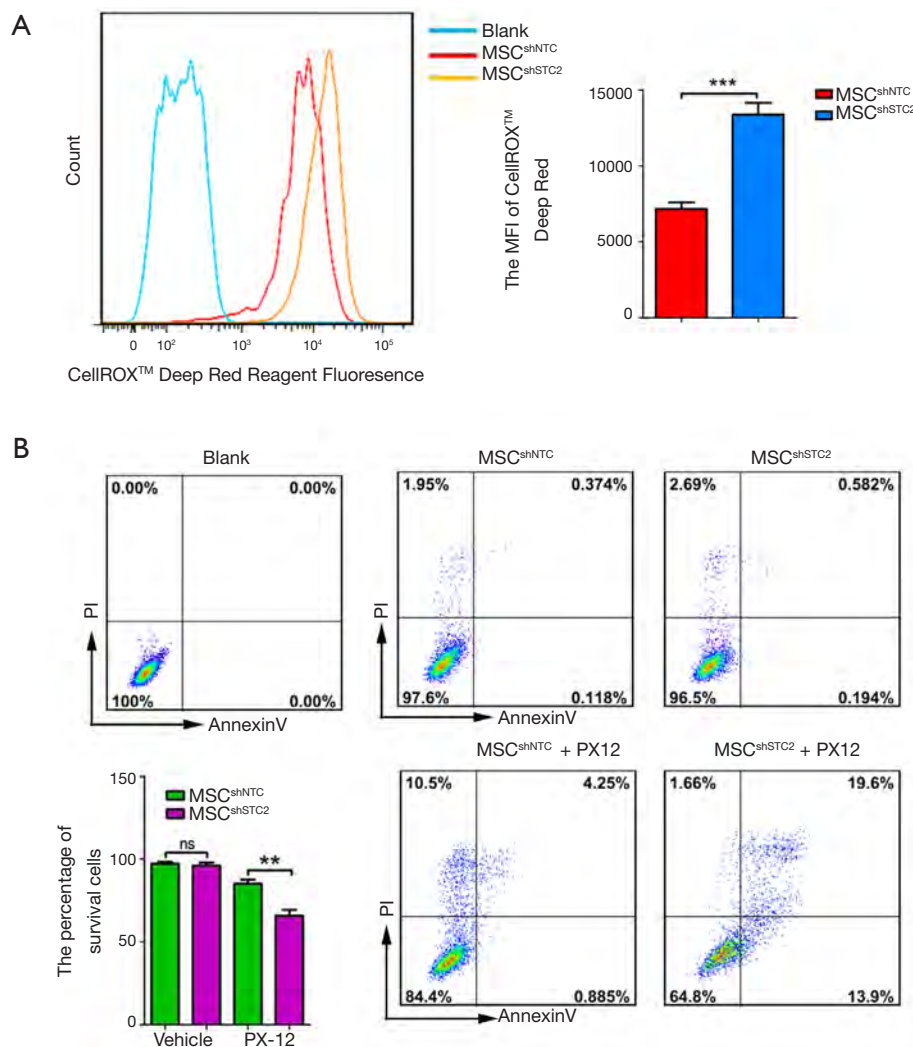 A
Blank
MSCshNTC
MSCshSTC2
Count
0 10² 10³ 10⁴ 10⁵
CellROX™ Deep Red Reagent Fluoresence
The MFI of CellROX™
Deep Red
15000
10000
5000
0
***
MSCshNTC
MSCshSTC2
B
Blank
0.00% 0.00%
100% 0.00%
PI
AnnexinV
MSCshNTC
1.95% 0.374%
97.6% 0.118%
PI
AnnexinV
MSCshSTC2
2.69% 0.582%
96.5% 0.194%
The percentage of
survival cells
150
100
50
0
MSCshNTC
MSCshSTC2
ns
**
Vehicle PX-12
MSCshNTC + PX12
10.5% 4.25%
84.4% 0.885%
PI
AnnexinV
MSCshSTC2 + PX12
1.66% 19.6%
64.8% 13.9%